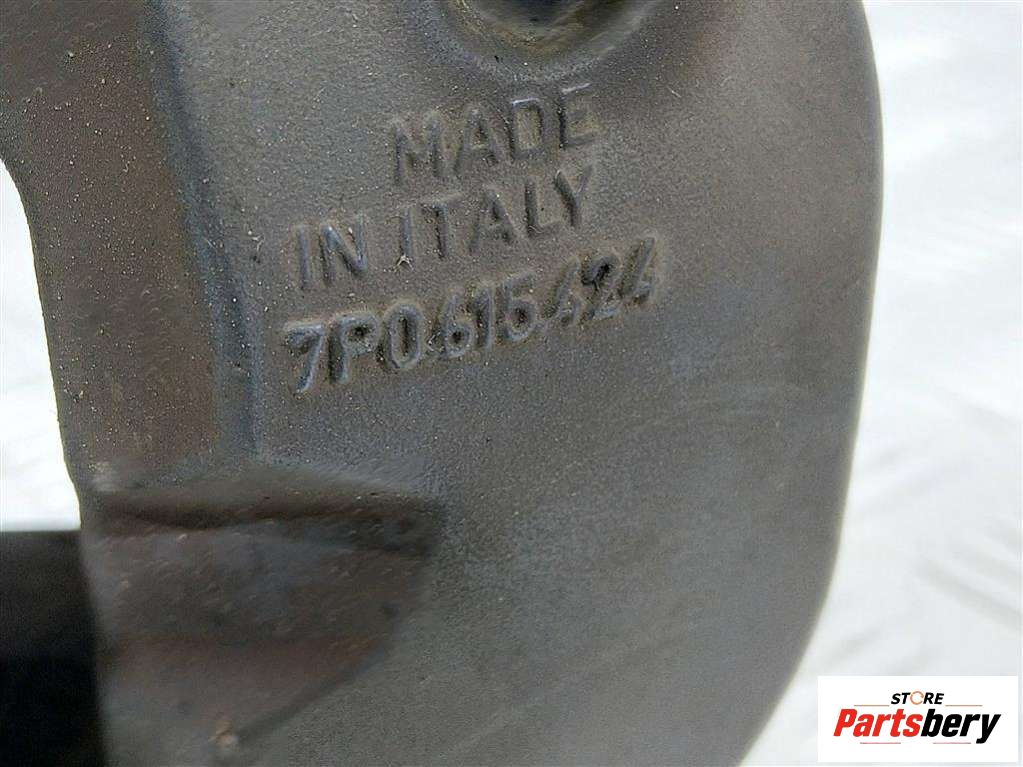 MADE
IN ITALY
7P0.615.424
STORE
Partsbery